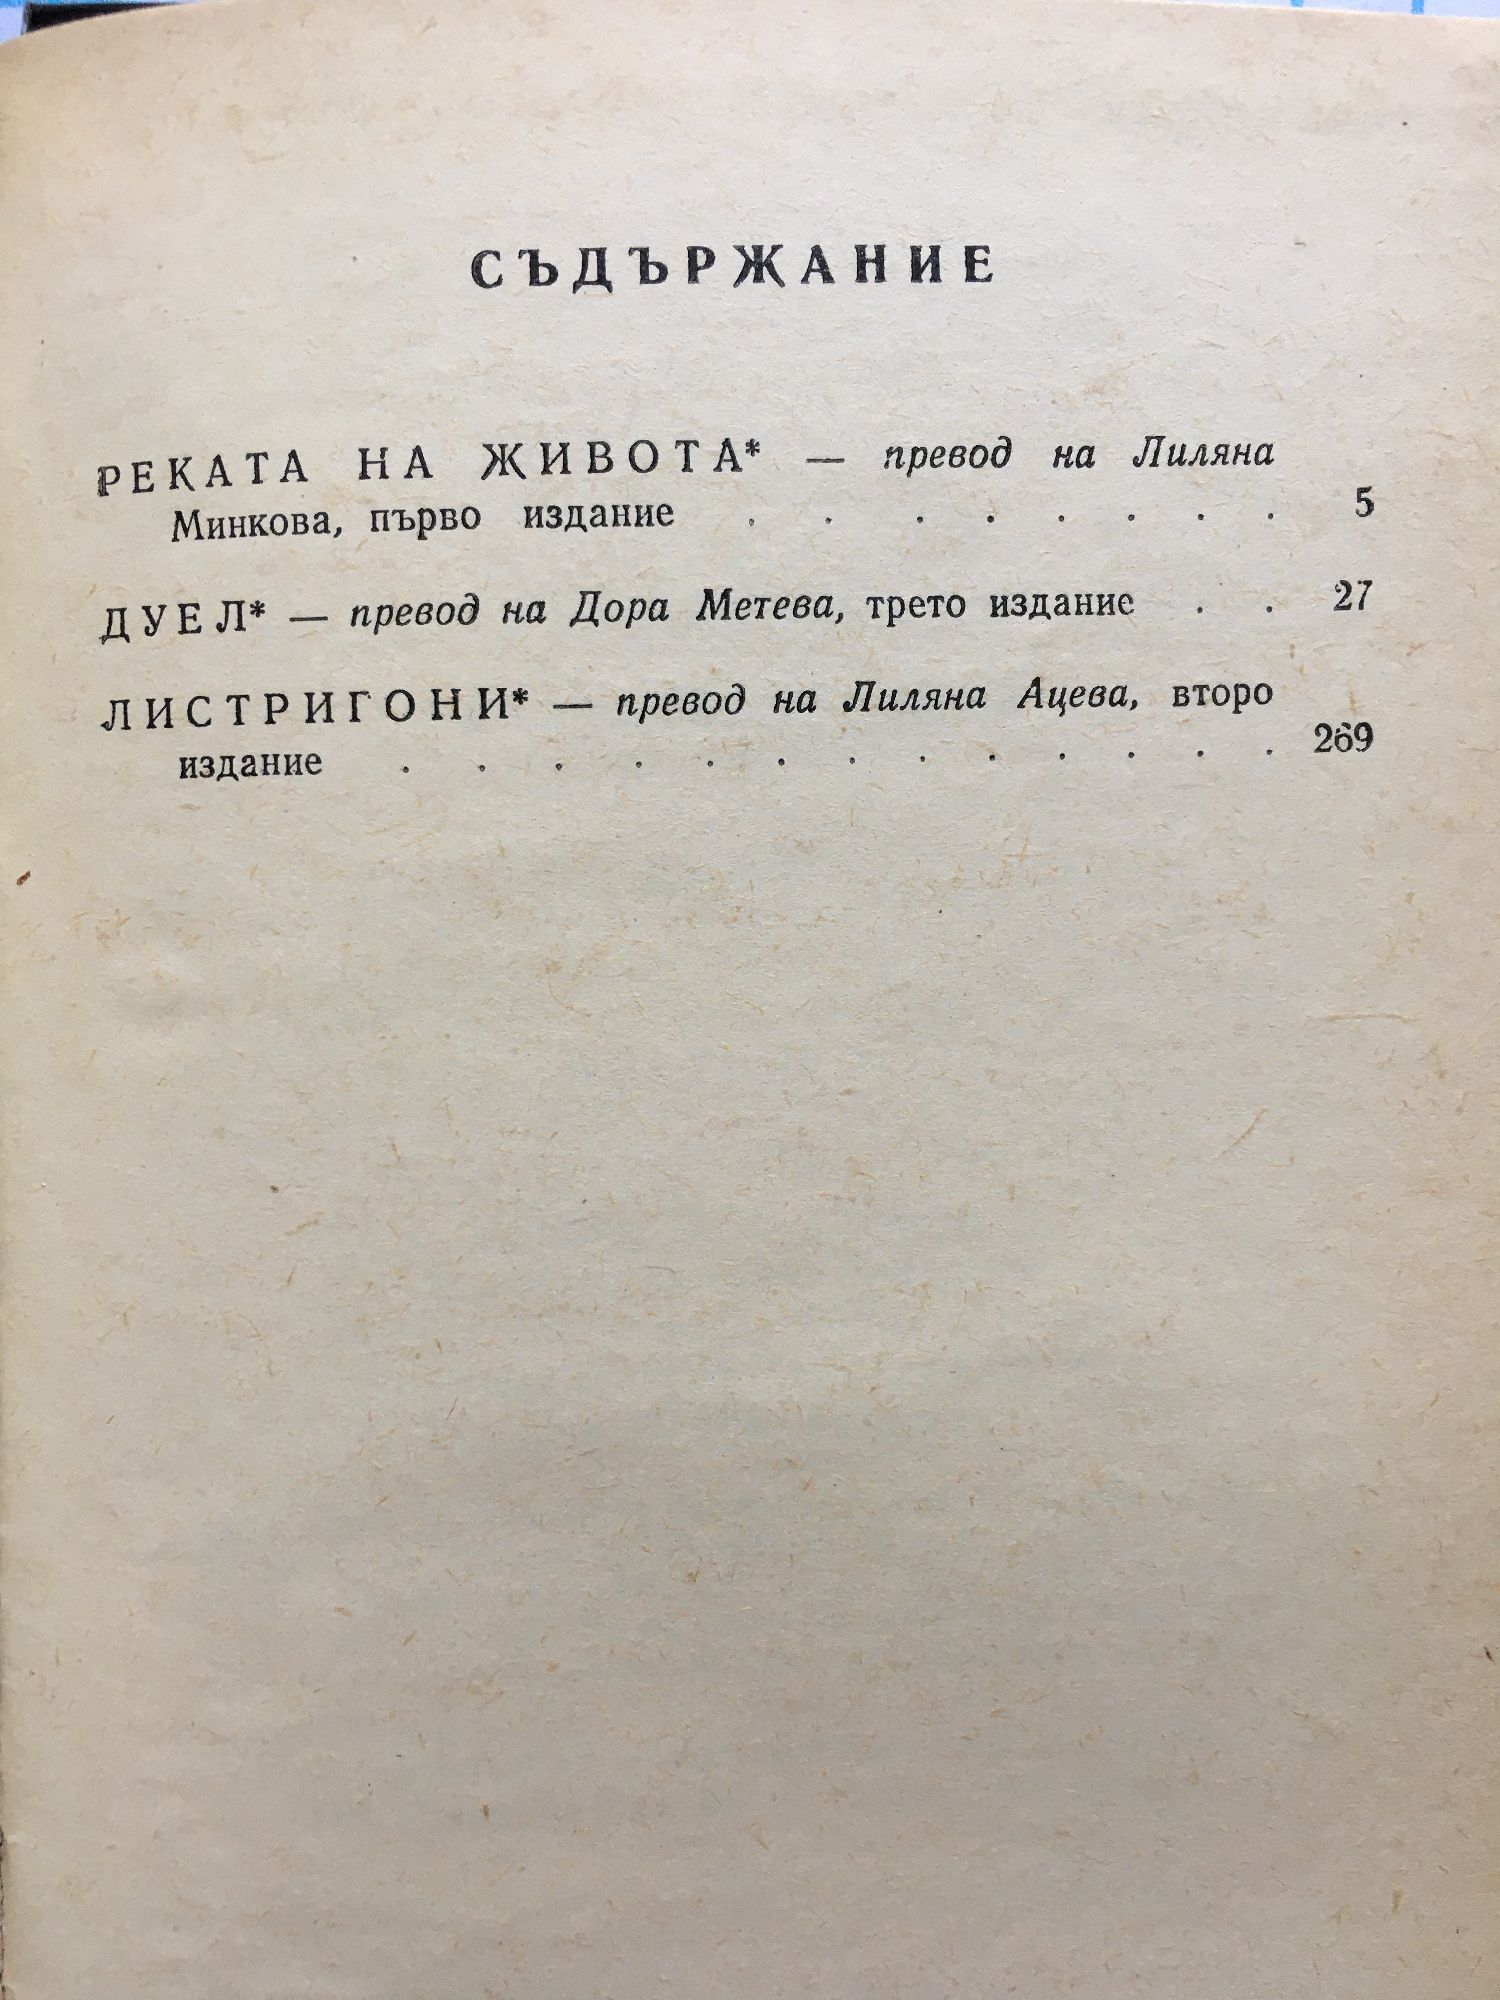 СЪДЪРЖАНИЕ
РЕКАТА НА ЖИВОТА* — превод на Лиляна
Минкова, първо издание . . . . . . . . 5
ДУЕЛ* — превод на Дора Метева, трето издание . . 27
ЛИСТРИГОНИ* — превод на Лиляна Ацева, второ
издание . . . . . . . . . . . . 269